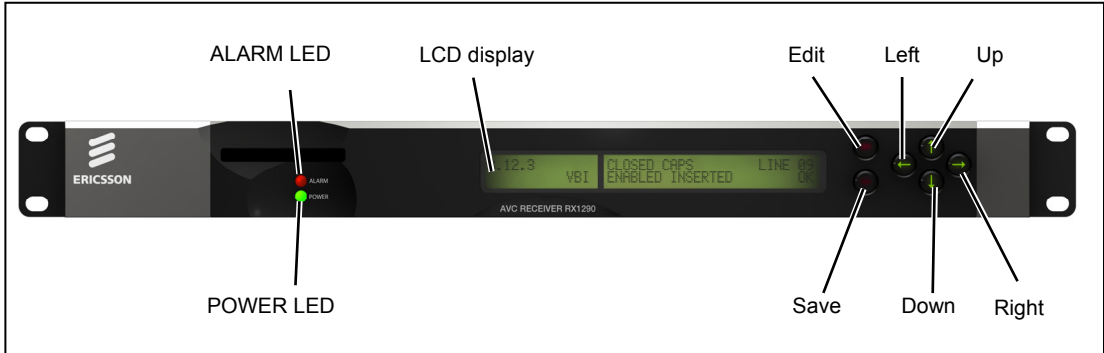 ALARM LED
LCD display
Edit
Left
Up
ERICSSON
ALARM
POWER
.12.3
VBI
CLOSED CAPS LINE 09
ENABLED INSERTED OK
AVC RECEIVER RX1290
POWER LED
Save
Down
Right